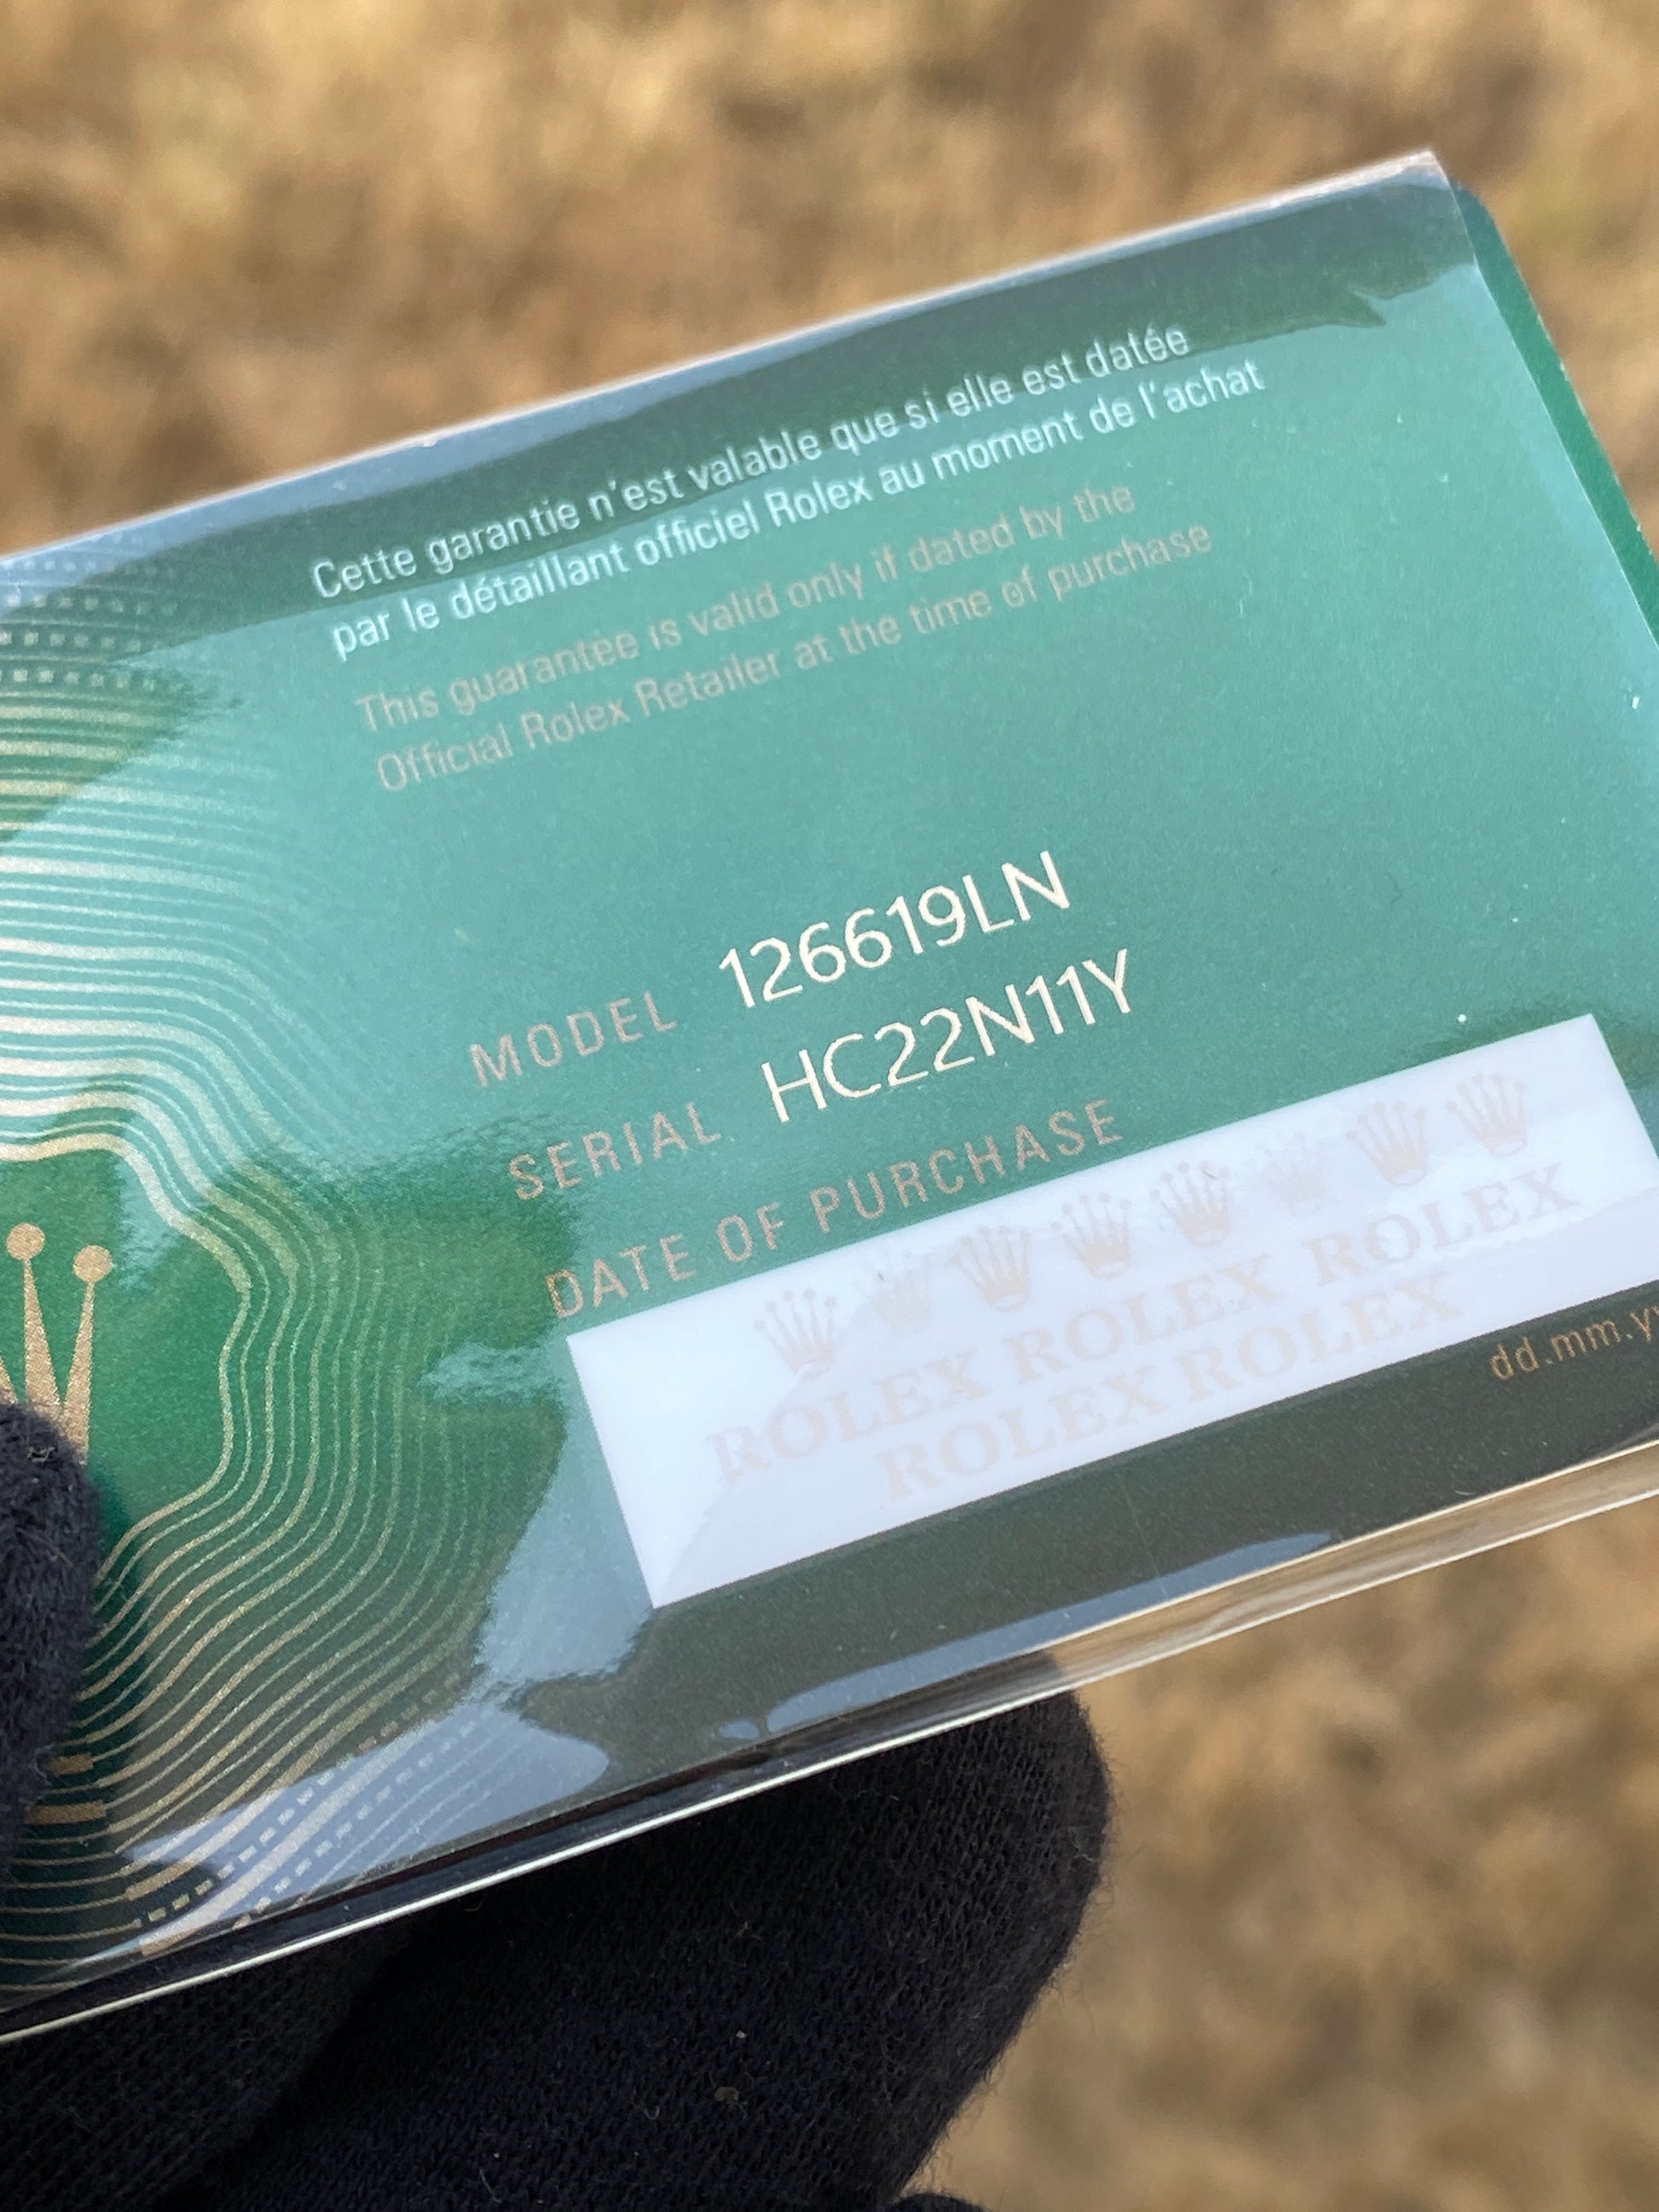 Cette garantie n'est valable que si elle est datée
par le détaillant officiel Rolex au moment de l'achat
This guarantee is valid only if dated by the
Official Rolex Retailer at the time of purchase
MODEL 126619LN
SERIAL HC22N11Y
DATE OF PURCHASE
ROLEX ROLEX ROLEX
ROLEX ROLEX
dd.mm.y